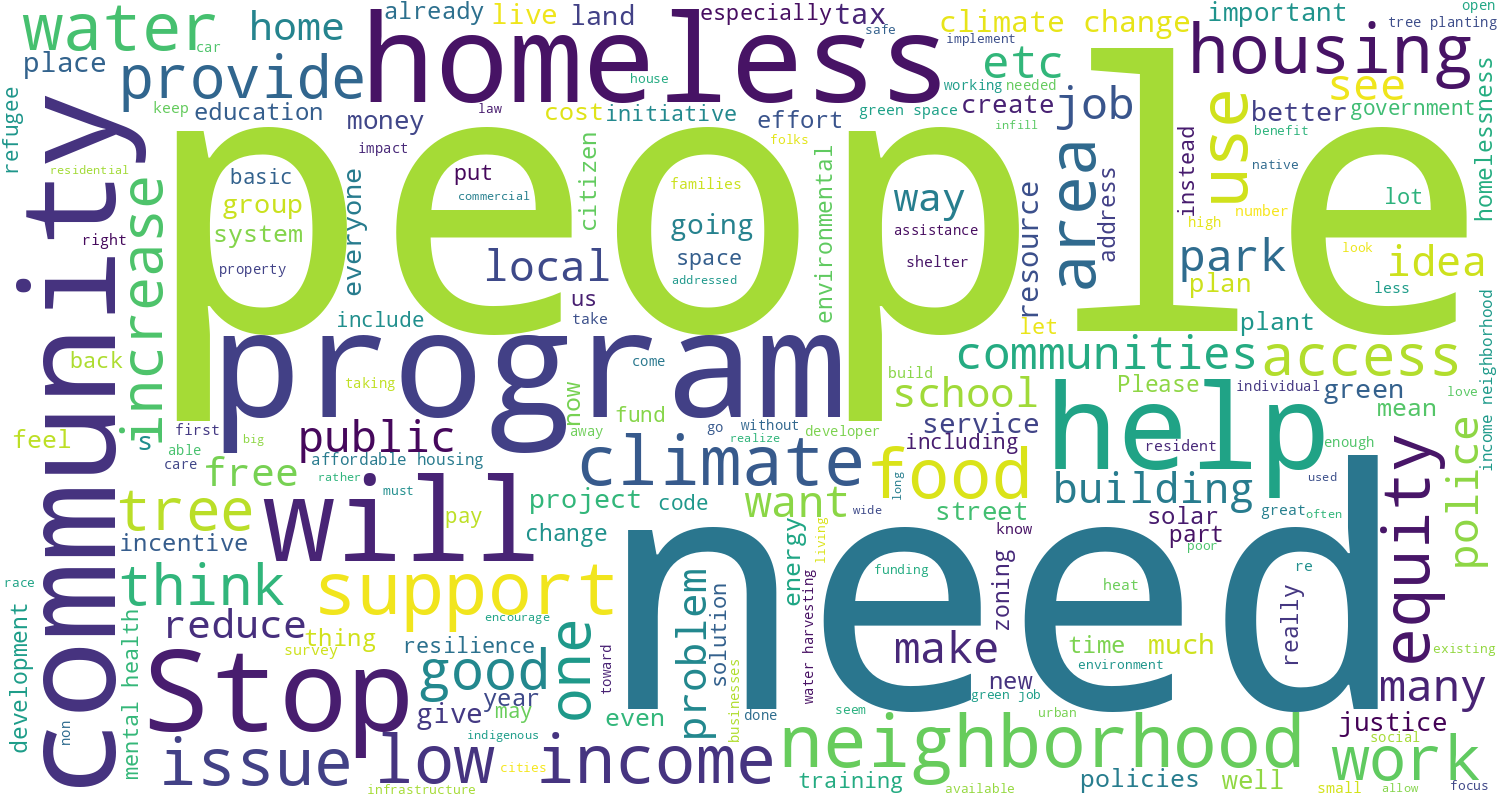 people
need
homeless
program
community
help
will
Stop
low income
neighborhood
housing
climate
food
support
water
provide
increase
area
use
equity
work
communities
access
issue
public
tree
think
reduce
good
one
problem
make
many
building
want
school
police
park
idea
job
etc
see
way
local
home
place
education
money
already
live
land
especially
tax
safe
implement
climate change
important
open
tree planting
car
house
working
needed
green space
create
better
government
benefit
native
number
high
instead
address
infill
homelessness
refugee
residential
keep
law
impact
cost
initiative
effort
folks
citizen
environmental
everyone
basic
group
system
right
property
put
commercial
families
going
space
addressed
assistance
shelter
resource
lot
look
less
plan
plant
let
us
take
include
back
come
taking
now
fund
build
Please
individual
green
mean
love
income neighborhood
feel
s
first
able
big
care
free
affordable housing
rather
must
away
go
without
realize
developer
service
including
resident
enough
used
long
wide
project
code
street
great
often
solar
part
know
poor
change
pay
incentive
race
energy
living
funding
heat
re
zoning
really
development
mental health
thing
survey
resilience
encourage
solution
businesses
toward
water harvesting
time
much
environment
existing
new
green job
year
give
may
even
done
seem
urban
justice
social
non
indigenous
cities
infrastructure
training
available
policies
well
small
allow
focus